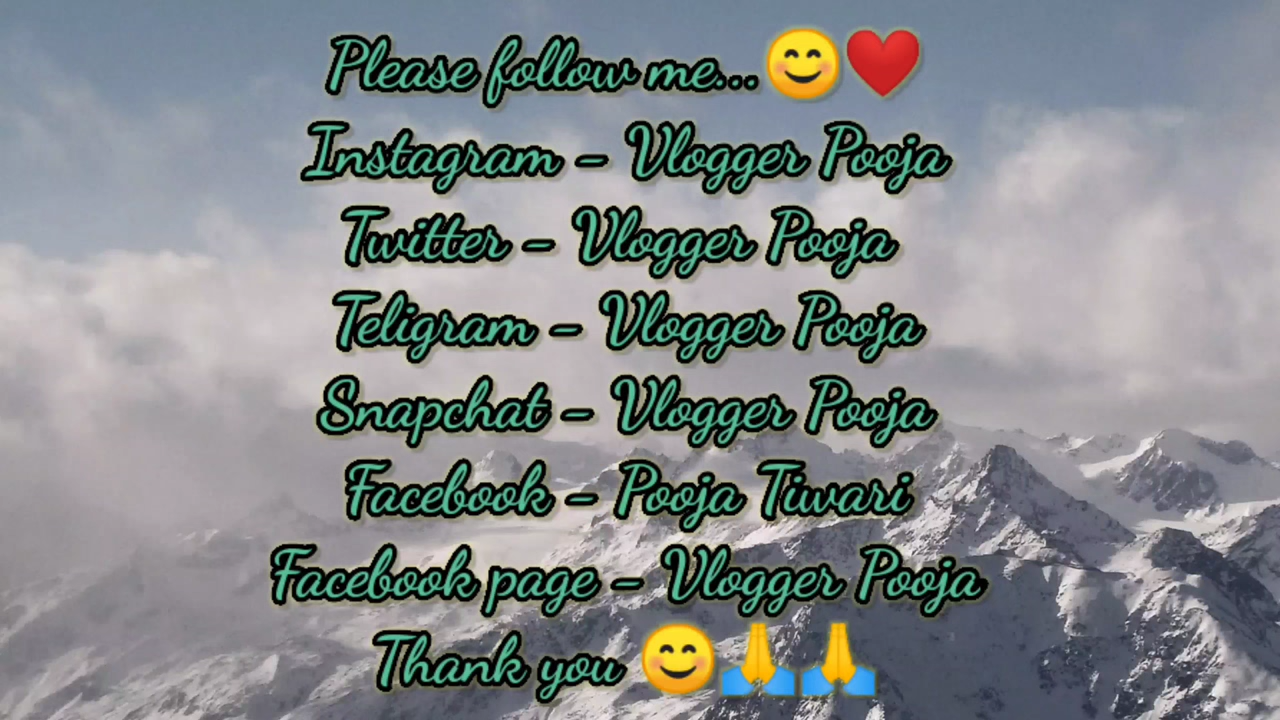 Please follow me...😊❤️
Instagram - Vlogger Pooja
Twitter - Vlogger Pooja
Teligram - Vlogger Pooja
Snapchat - Vlogger Pooja
Facebook - Pooja Tiwari
Facebook page - Vlogger Pooja
Thank you 😊🙏🙏